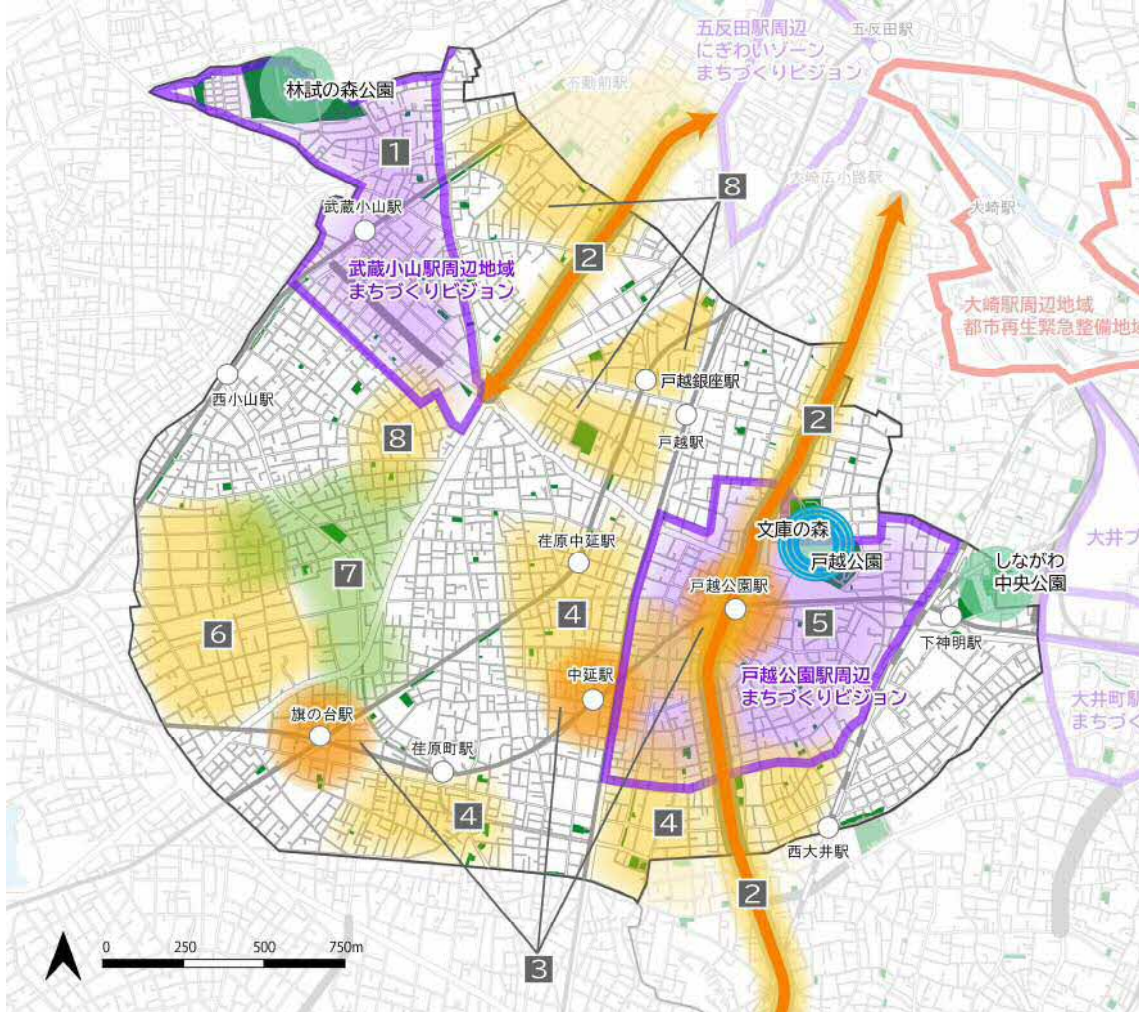 五反田駅周辺
にぎわいゾーン
まちづくりビジョン
五反田駅
不動前駅
林試の森公園
1
8
大崎広小路駅
大崎駅
武蔵小山駅
2
武蔵小山駅周辺地域
まちづくりビジョン
大崎駅周辺地域
都市再生緊急整備地域
西小山駅
戸越銀座駅
戸越駅
2
8
文庫の森
戸越公園
荏原中延駅
大井
しながわ
中央公園
7
戸越公園駅
4
5
6
下神明駅
中延駅
戸越公園駅周辺
まちづくりビジョン
大井町駅
まちづく
旗の台駅
荏原町駅
4
4
西大井駅
2
0
250
500
750m
3